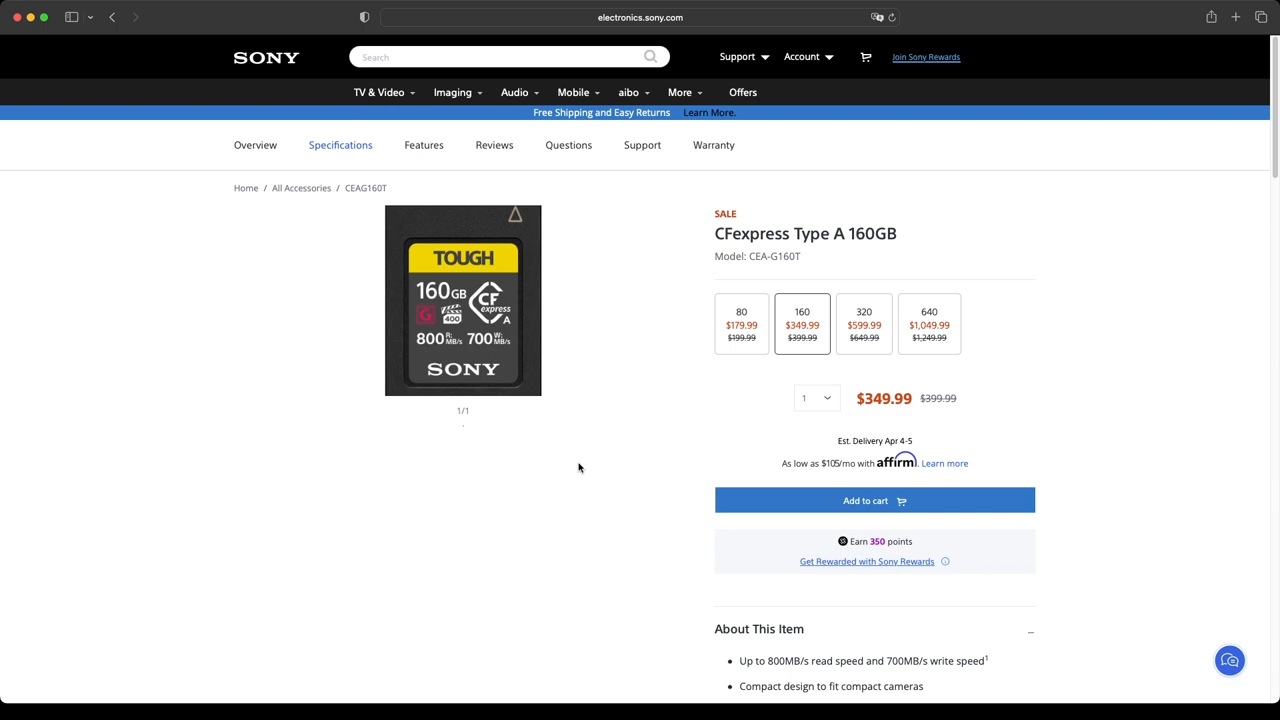 electronics.sony.com
SONY
Search
Support
Account
Join Sony Rewards
TV & Video
Imaging
Audio
Mobile
aibo
More
Offers
Free Shipping and Easy Returns Learn More.
Overview
Specifications
Features
Reviews
Questions
Support
Warranty
Home / All Accessories / CEAG160T
TOUGH
160GB
CF
express
A
G
400
800 R: MB/s 700 W: MB/s
SONY
1/1
SALE
CFexpress Type A 160GB
Model: CEA-G160T
80
$179.99
$199.99
160
$349.99
$399.99
320
$599.99
$649.99
640
$1,049.99
$1,249.99
1
$349.99 $399.99
Est. Delivery Apr 4-5
As low as $105/mo with affirm. Learn more
Add to cart
Earn 350 points
Get Rewarded with Sony Rewards
About This Item
• Up to 800MB/s read speed and 700MB/s write speed1
• Compact design to fit compact cameras